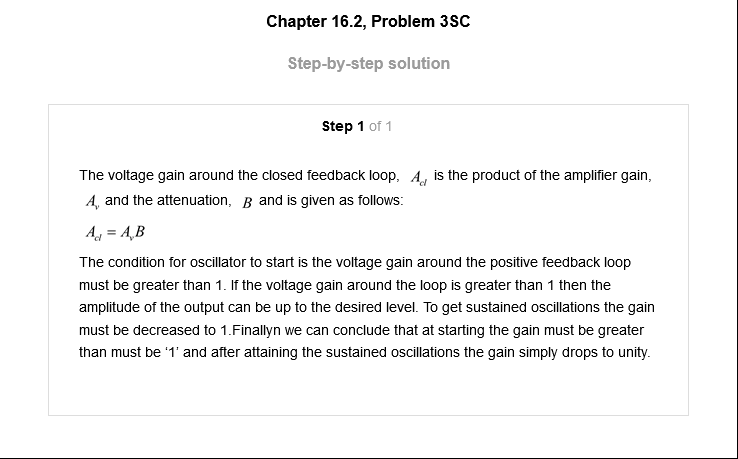 Chapter 16.2, Problem 3SC
Step-by-step solution
Step 1 of 1
The voltage gain around the closed feedback loop, A_cl is the product of the amplifier gain,
A_v and the attenuation, B and is given as follows:
A_cl = A_v B
The condition for oscillator to start is the voltage gain around the positive feedback loop
must be greater than 1. If the voltage gain around the loop is greater than 1 then the
amplitude of the output can be up to the desired level. To get sustained oscillations the gain
must be decreased to 1.Finallyn we can conclude that at starting the gain must be greater
than must be ‘1’ and after attaining the sustained oscillations the gain simply drops to unity.